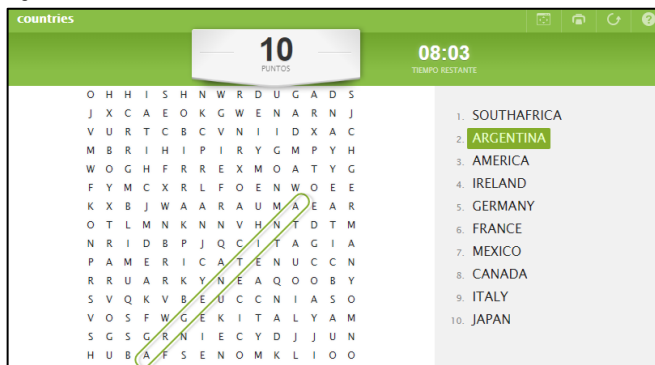 countries
10
PUNTOS
08:03
TIEMPO RESTANTE
O H H I S H N W R D U G A D S
J X C A E O K G W E N A R N J
V U R T C B C V N I I D X A C
M B R I H I P I R Y G M P Y H
W O G H F R R E X M O A T Y G
F Y M C X R L F O E N W O E E
K X B J W A A R A U M A E A R
O T L M N K N N V H N T D T M
N R I D B P J Q C I T A G I A
P A M E R I C A T E N U C C N
R R U A R K Y N E A Q O O B Y
S V Q K V B E U C C N I A S O
V O S F W G E K I T A L Y A M
S G S G R N I E C Y D J J U N
H U B A F S E N O M K L I O O
1. SOUTHAFRICA
2. ARGENTINA
3. AMERICA
4. IRELAND
5. GERMANY
6. FRANCE
7. MEXICO
8. CANADA
9. ITALY
10. JAPAN